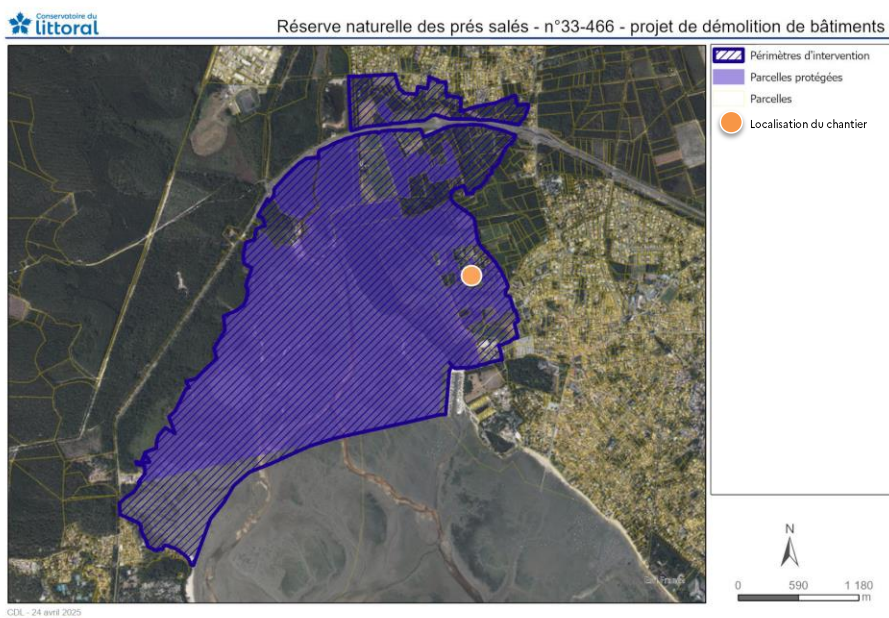 Conservatoire du
littoral
Réserve naturelle des prés salés - n°33-466 - projet de démolition de bâtiments
Périmètres d'intervention
Parcelles protégées
Parcelles
Localisation du chantier
N
0 590 1 180
m
CDL - 24 avril 2025